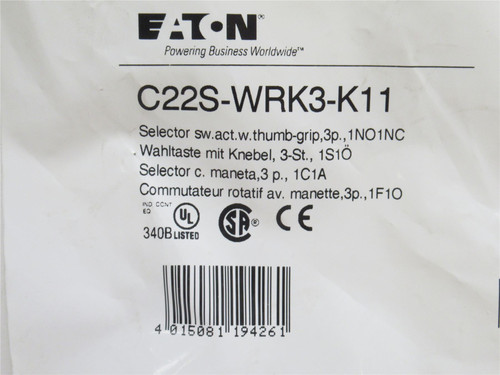 EATON
Powering Business Worldwide™
C22S-WRK3-K11
Selector sw.act.w.thumb-grip,3p.,1NO1NC
Wahltaste mit Knebel, 3-St., 1S1Ö
Selector c. maneta,3 p., 1C1A
Commutateur rotatif av. manette,3p.,1F1O
IND CONT
EQ
UL
340B LISTED
SA
CE
4 015081 194261